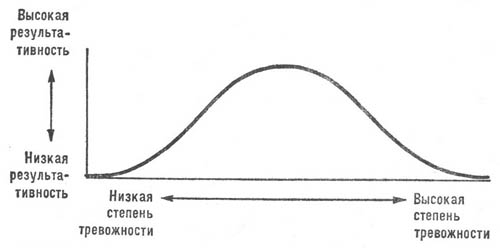 Высокая
результа-
тивность
Низкая
результа-
тивность
Низкая
степень
тревожности
Высокая
степень
тревожности